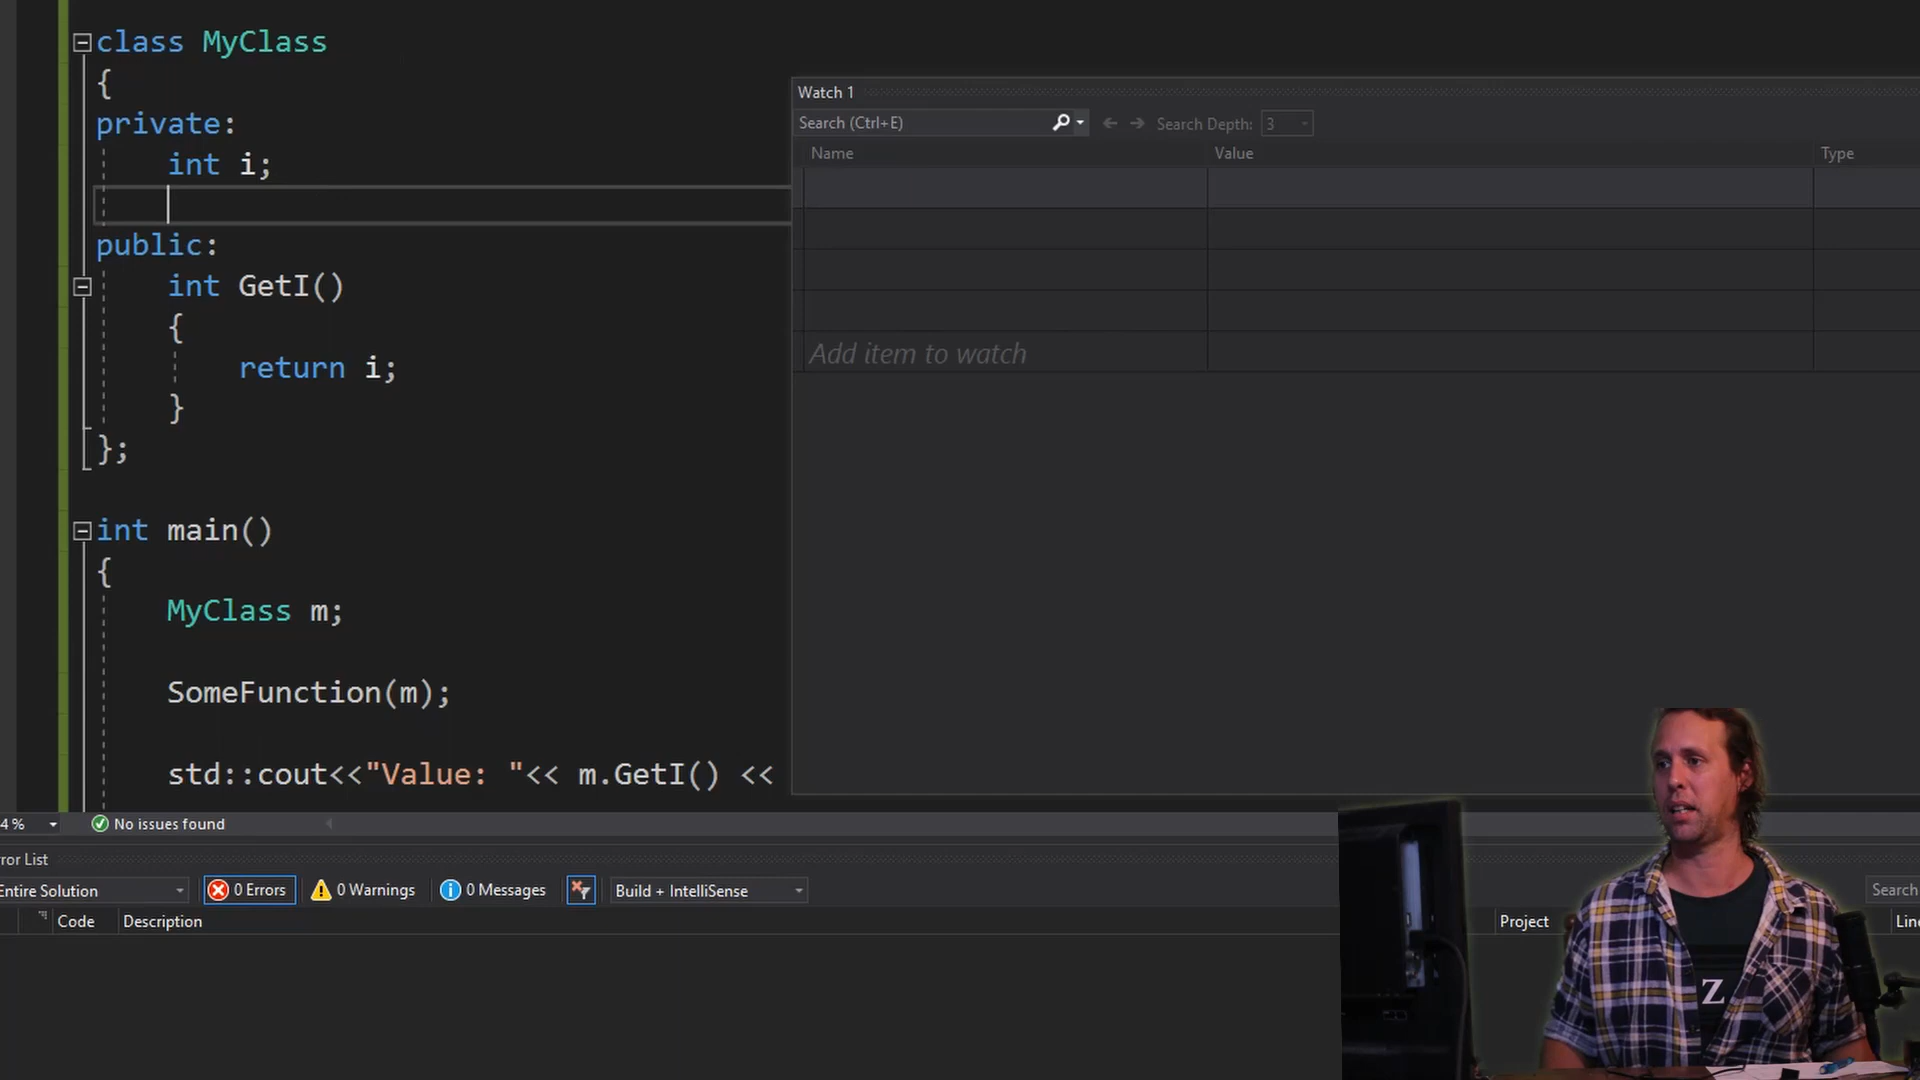 class MyClass
{
private:
int i;
public:
int GetI()
{
return i;
}
};
int main()
{
MyClass m;
SomeFunction(m);
std::cout<<"Value: "<< m.GetI() <<
Watch 1
Search (Ctrl+E)
Search Depth: 3
Name Value Type
Add item to watch
4 % No issues found
ror List
Entire Solution 0 Errors 0 Warnings 0 Messages Build + IntelliSense Search
Code Description Project Line
Z